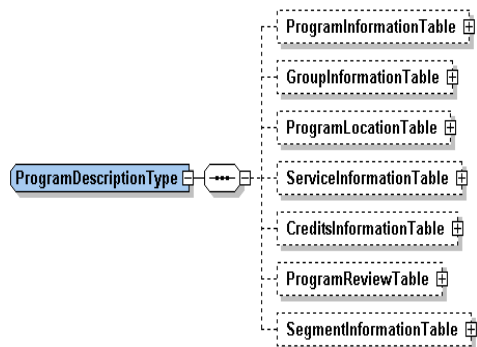 ProgramInformationTable
GroupInformationTable
ProgramLocationTable
ProgramDescriptionType
ServiceInformationTable
CreditsInformationTable
ProgramReviewTable
SegmentInformationTable